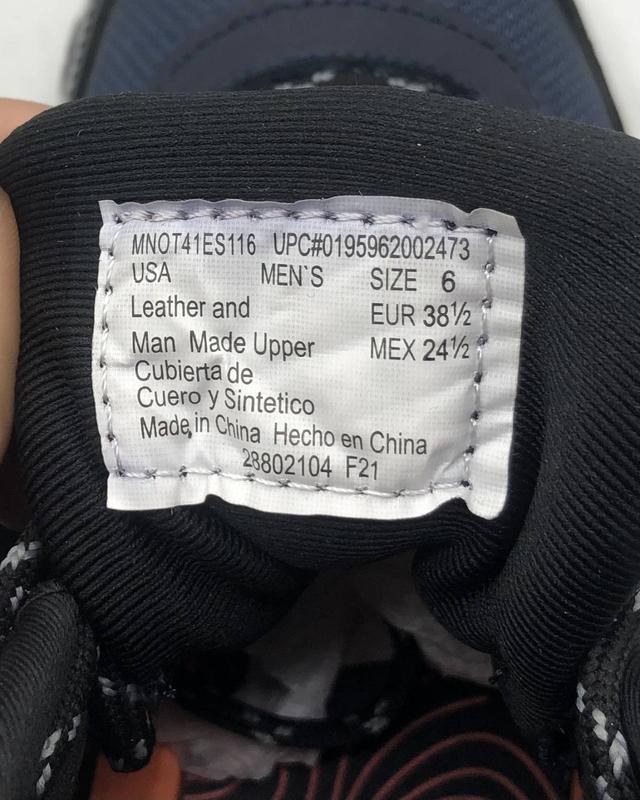 MNOT41ES116 UPC#0195962002473
USA MEN'S SIZE 6
Leather and EUR 38½
Man Made Upper MEX 24½
Cubierta de
Cuero y Sintetico
Made in China Hecho en China
28802104 F21